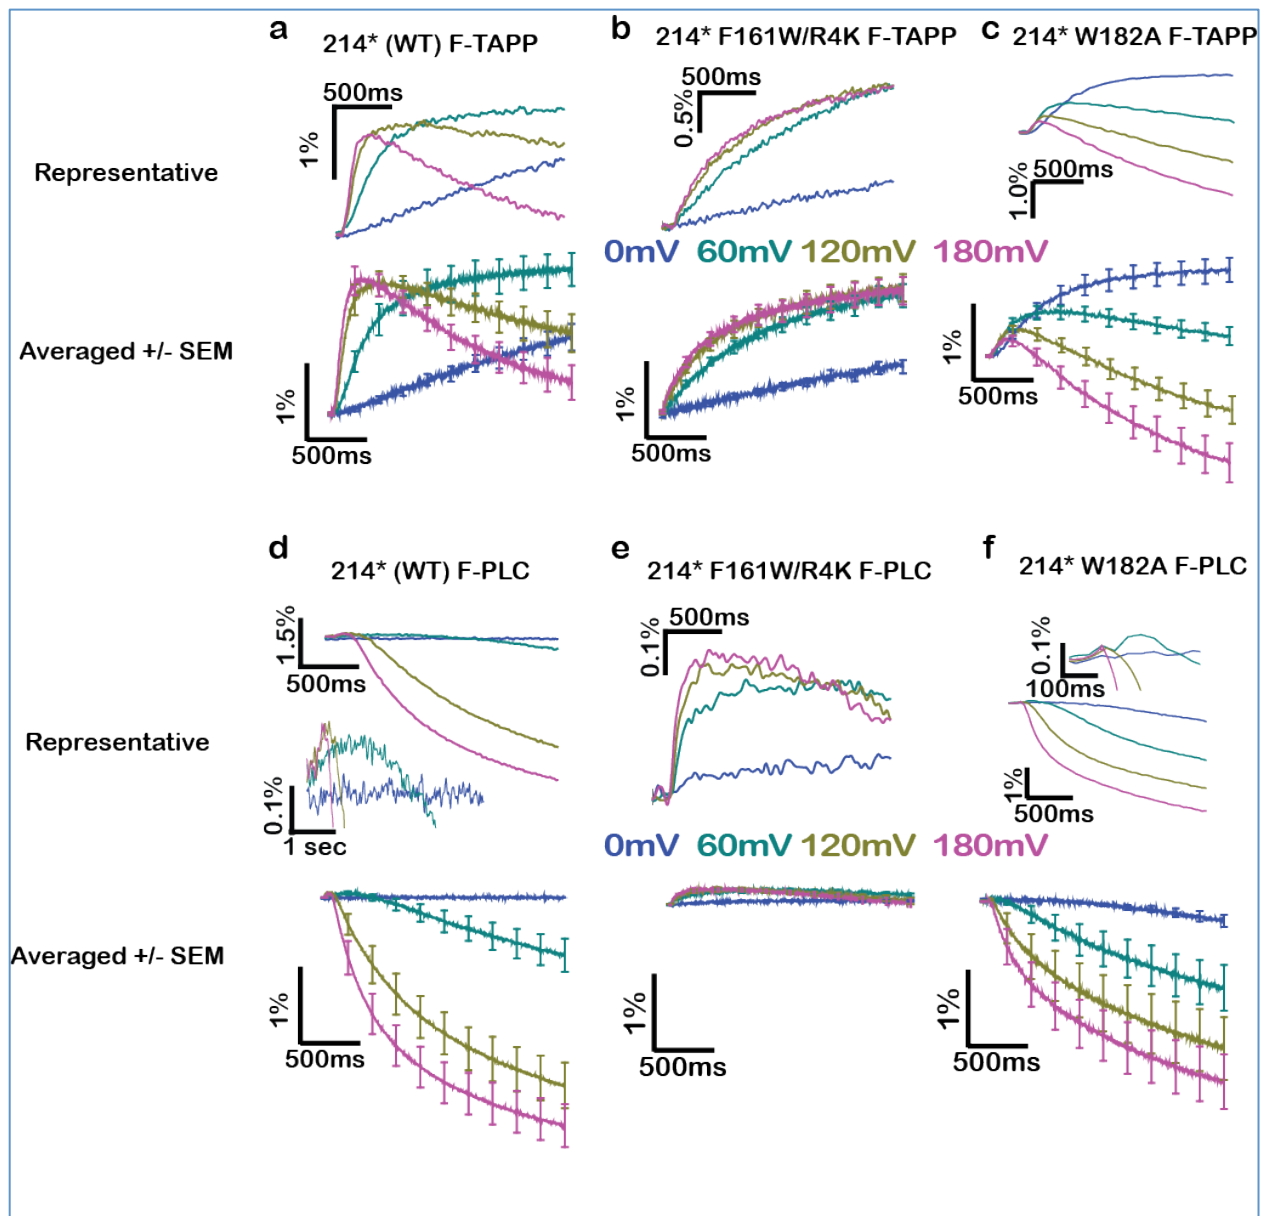 a
214* (WT) F-TAPP
b
214* F161W/R4K F-TAPP
c
214* W182A F-TAPP
Representative
500ms
1%
500ms
0.5%
500ms
1.0%
0mV 60mV 120mV 180mV
Averaged +/- SEM
1%
500ms
1%
500ms
1%
500ms
d
214* (WT) F-PLC
e
214* F161W/R4K F-PLC
f
214* W182A F-PLC
Representative
1.5%
500ms
0.1%
1 sec
0.1%
500ms
0.1%
100ms
1%
500ms
0mV 60mV 120mV 180mV
Averaged +/- SEM
1%
500ms
1%
500ms
1%
500ms